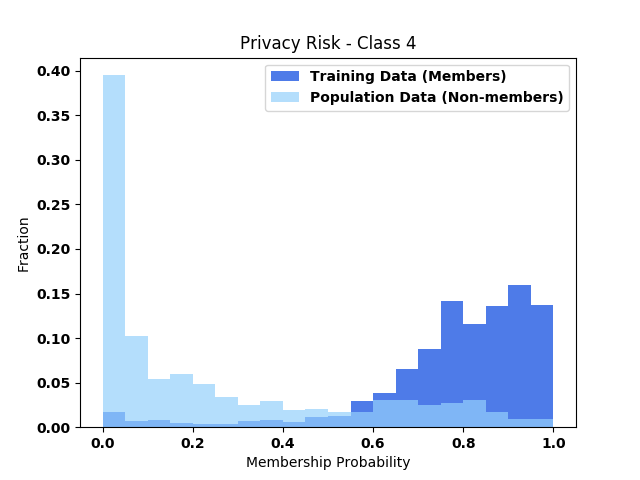 Privacy Risk - Class 4
Training Data (Members)
Population Data (Non-members)
Fraction
0.40
0.35
0.30
0.25
0.20
0.15
0.10
0.05
0.00
0.0 0.2 0.4 0.6 0.8 1.0
Membership Probability